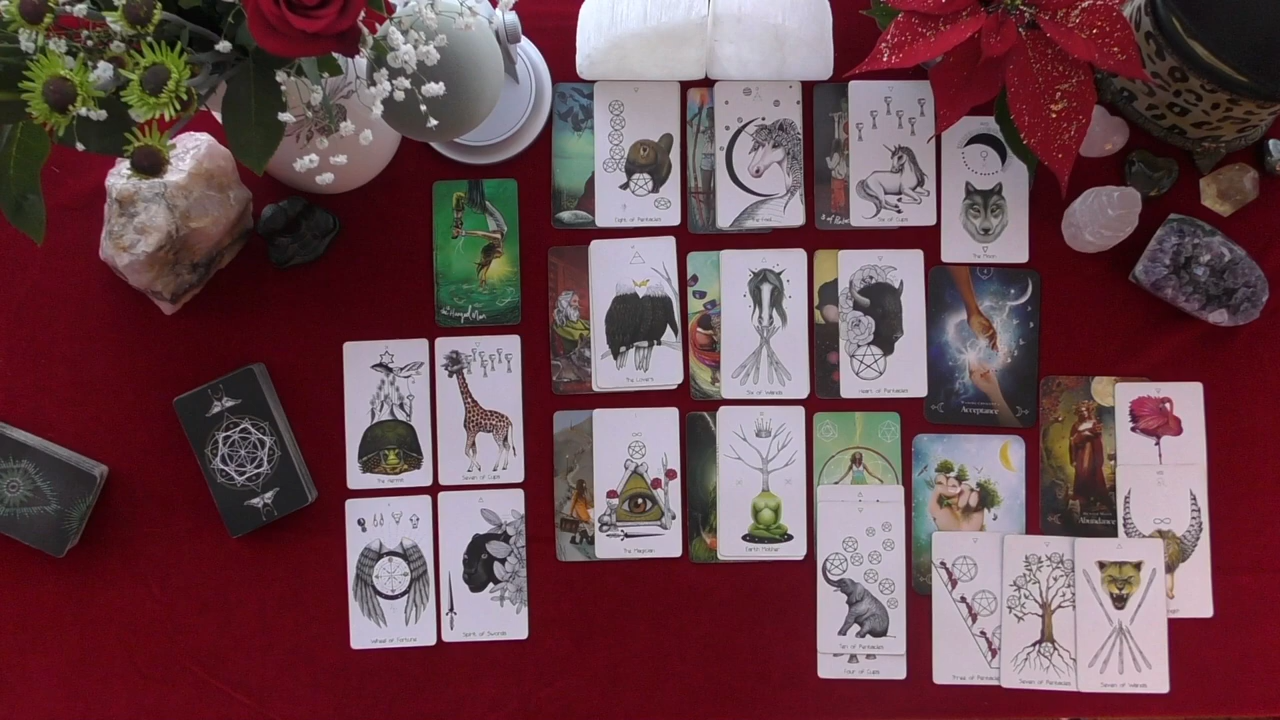 Eight of Pentacles
The Fool
Six of Cups
The Moon
the Hanged Man
The Lovers
Six of Wands
Heart of Pentacles
4
Acceptance
The Hermit
Seven of Cups
The Magician
Earth Mother
Abundance
Wheel of Fortune
Spirit of Swords
Ten of Pentacles
Four of Cups
Three of Pentacles
Seven of Pentacles
Seven of Wands